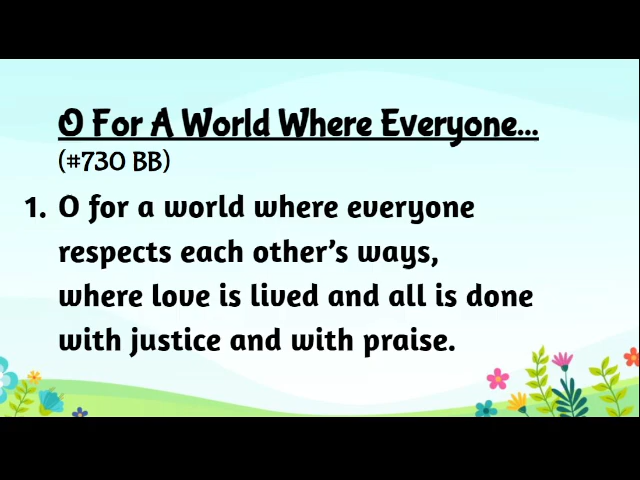 O For A World Where Everyone...
(#730 BB)
1. O for a world where everyone
respects each other's ways,
where love is lived and all is done
with justice and with praise.